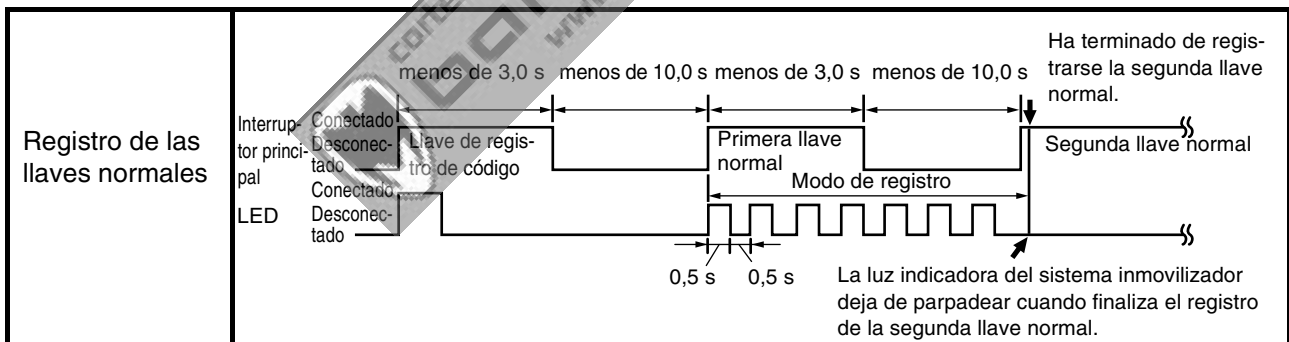 Registro de las
llaves normales
menos de 3,0 s menos de 10,0 s menos de 3,0 s menos de 10,0 s
Ha terminado de regis-
trarse la segunda llave
normal.
Interrup-
tor princi-
pal
Conectado
Desconec-
tado
Llave de regis-
tro de código
Primera llave
normal
Segunda llave normal
Modo de registro
LED
Conectado
Desconec-
tado
0,5 s 0,5 s
La luz indicadora del sistema inmovilizador
deja de parpadear cuando finaliza el registro
de la segunda llave normal.